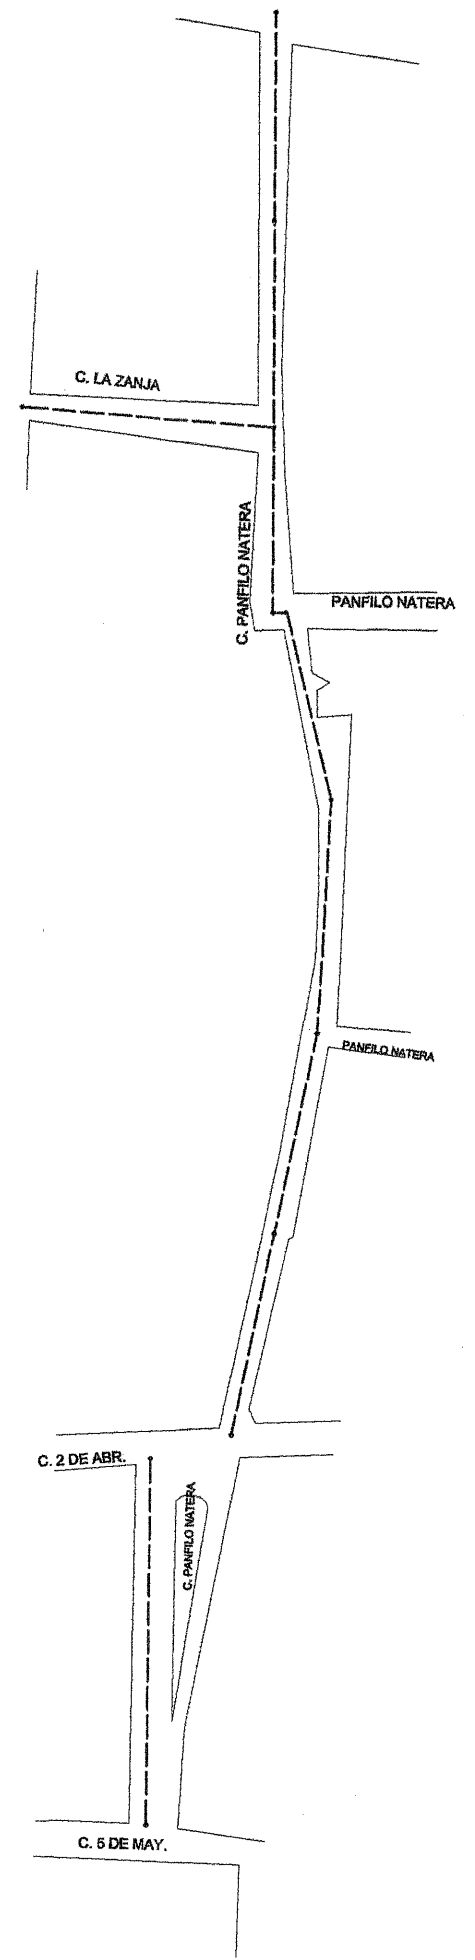 C. LA ZANJA
C. PANFILO NATERA
PANFILO NATERA
PANFILO NATERA
C. 2 DE ABR.
C. PANFILO NATERA
C. 5 DE MAY.